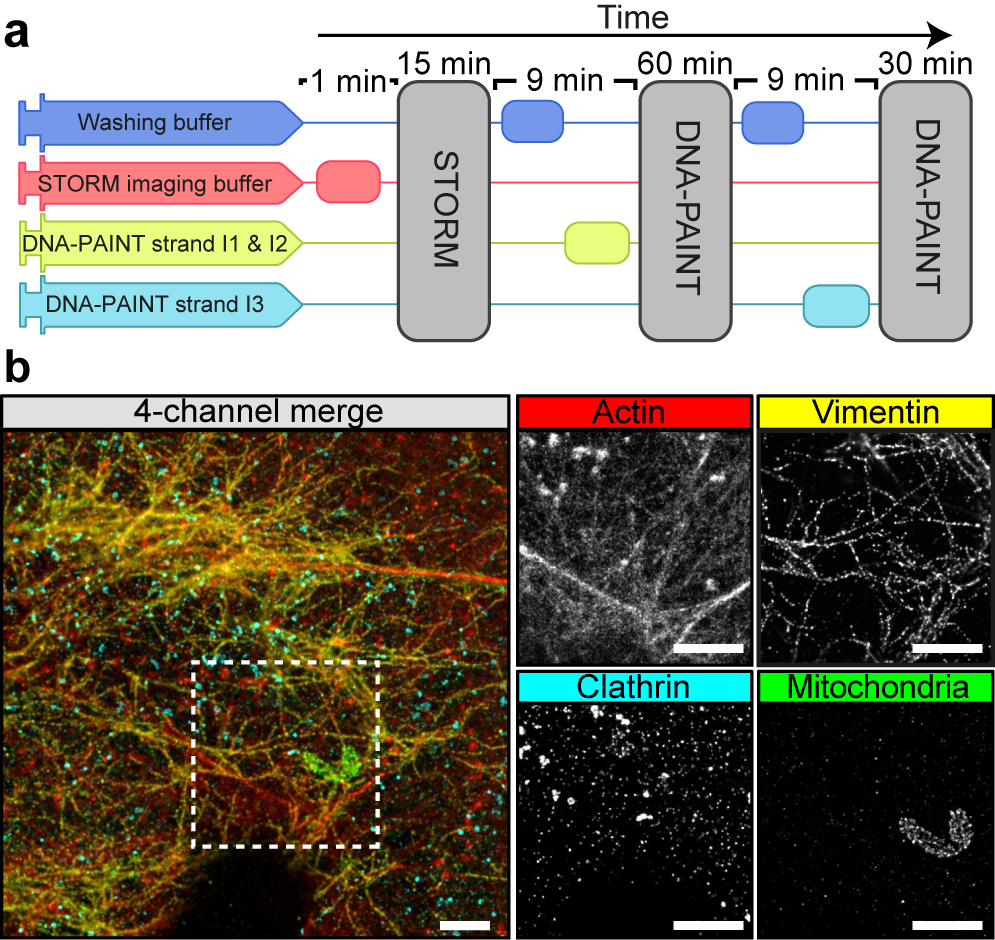 a
Time
1 min
15 min
9 min
60 min
9 min
30 min
Washing buffer
STORM imaging buffer
DNA-PAINT strand I1 & I2
DNA-PAINT strand I3
STORM
DNA-PAINT
DNA-PAINT
b
4-channel merge
Actin
Vimentin
Clathrin
Mitochondria